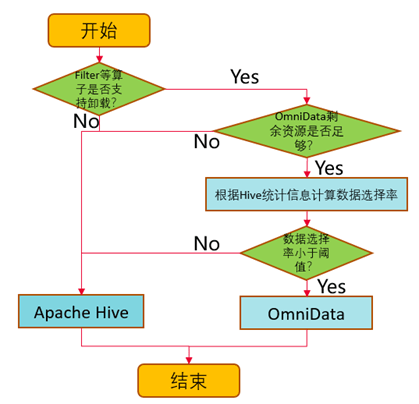 开始
Filter等算
子是否支
持卸载?
Yes
No
OmniData剩
余资源是否足
够?
No
Yes
根据Hive统计信息计算数据选择率
数据选择
率小于阈
值?
No
Yes
Apache Hive
OmniData
结束